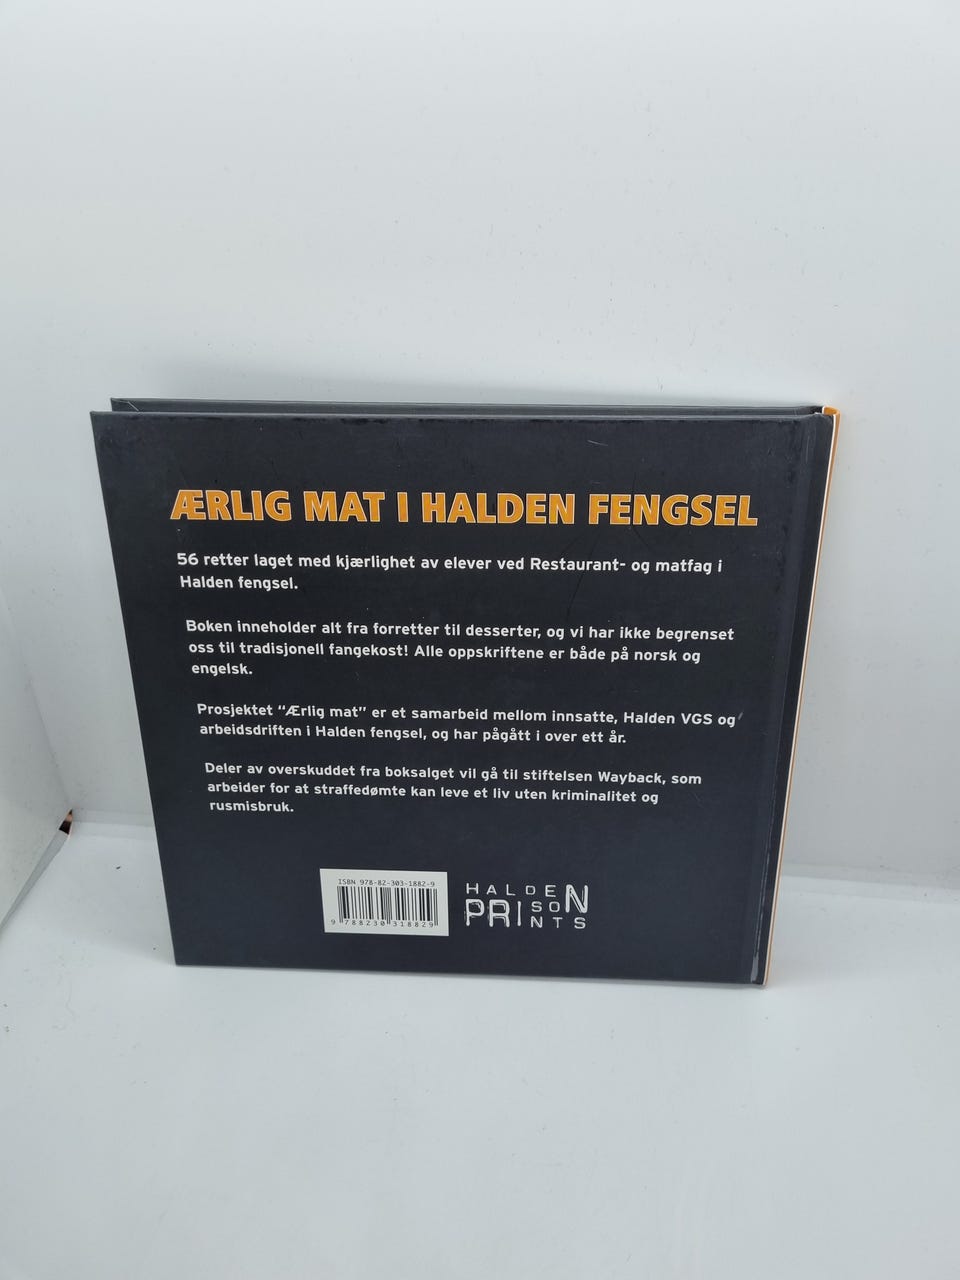 ÆRLIG MAT I HALDEN FENGSEL
56 retter laget med kjærlighet av elever ved Restaurant- og matfag i
Halden fengsel.
Boken inneholder alt fra forretter til desserter, og vi har ikke begrenset
oss til tradisjonell fangekost! Alle oppskriftene er både på norsk og
engelsk.
Prosjektet “Ærlig mat” er et samarbeid mellom innsatte, Halden VGS og
arbeidsdriften i Halden fengsel, og har pågått i over ett år.
Deler av overskuddet fra boksalget vil gå til stiftelsen Wayback, som
arbeider for at straffedømte kan leve et liv uten kriminalitet og
rusmisbruk.
ISBN 978-82-303-1882-9
9 788230 318829
HALDEN
PRISON
PRINTS